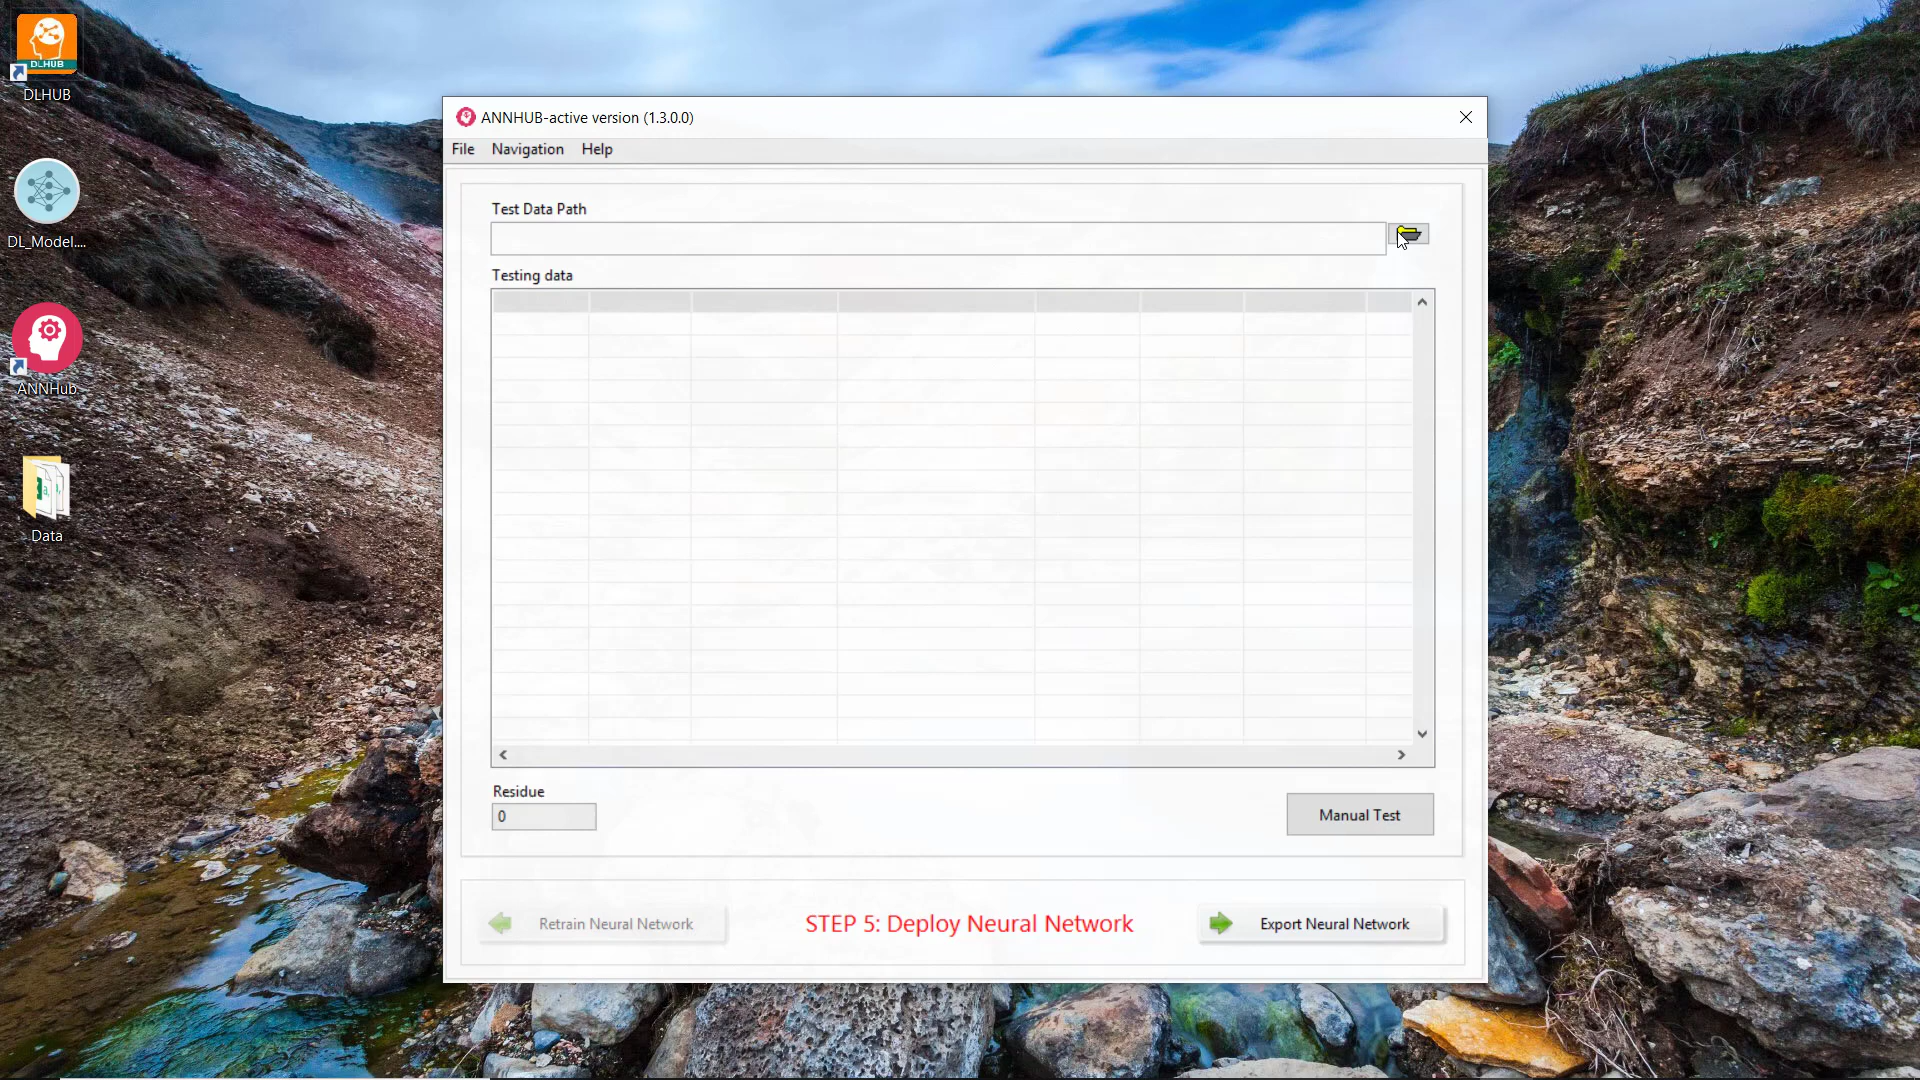 DLHUB
DLHUB
DL_Model....
ANNHub
Data
ANNHUB-active version (1.3.0.0)
File Navigation Help
Test Data Path
Testing data
Residue
0
Manual Test
Retrain Neural Network
STEP 5: Deploy Neural Network
Export Neural Network